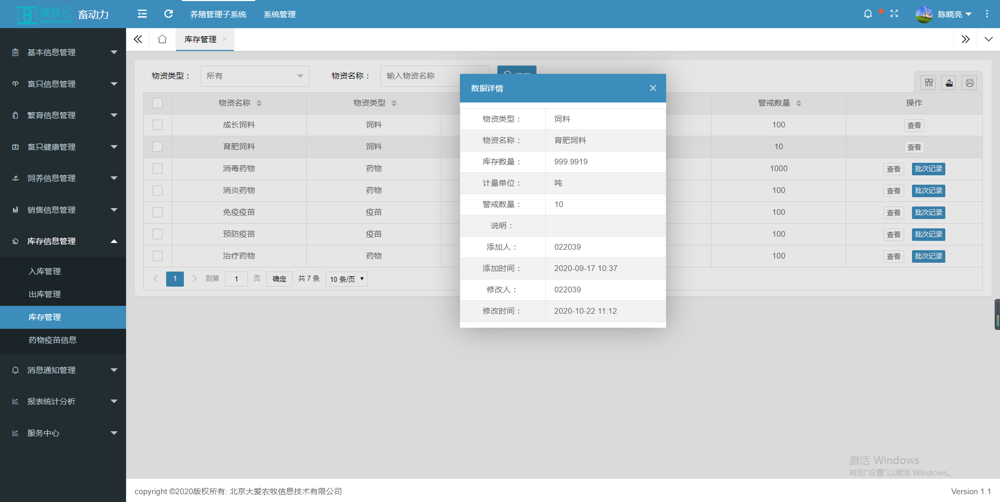 爱牧云
amorcloud
畜动力
养殖管理子系统
系统管理
陈晓亮
库存管理
基本信息管理
畜只信息管理
繁育信息管理
畜只健康管理
饲养信息管理
销售信息管理
库存信息管理
入库管理
出库管理
库存管理
药物疫苗信息
消息通知管理
报表统计分析
服务中心
物资类型：
所有
物资名称：
输入物资名称
物资名称 物资类型 警戒数量 操作
成长饲料 饲料 100 查看
育肥饲料 饲料 10 查看
消毒药物 药物 1000 查看 批次记录
消炎药物 药物 100 查看 批次记录
免疫疫苗 疫苗 100 查看 批次记录
预防疫苗 疫苗 100 查看 批次记录
治疗药物 药物 100 查看 批次记录
1 到第 1 页 确定 共 7 条 10 条/页
数据详情
物资类型： 饲料
物资名称： 育肥饲料
库存数量： 999.9919
计量单位： 吨
警戒数量： 10
说明：
添加人： 022039
添加时间： 2020-09-17 10:37
修改人： 022039
修改时间： 2020-10-22 11:12
激活 Windows
转到"设置"以激活 Windows。
copyright ©2020版权所有: 北京大爱农牧信息技术有限公司
Version 1.1